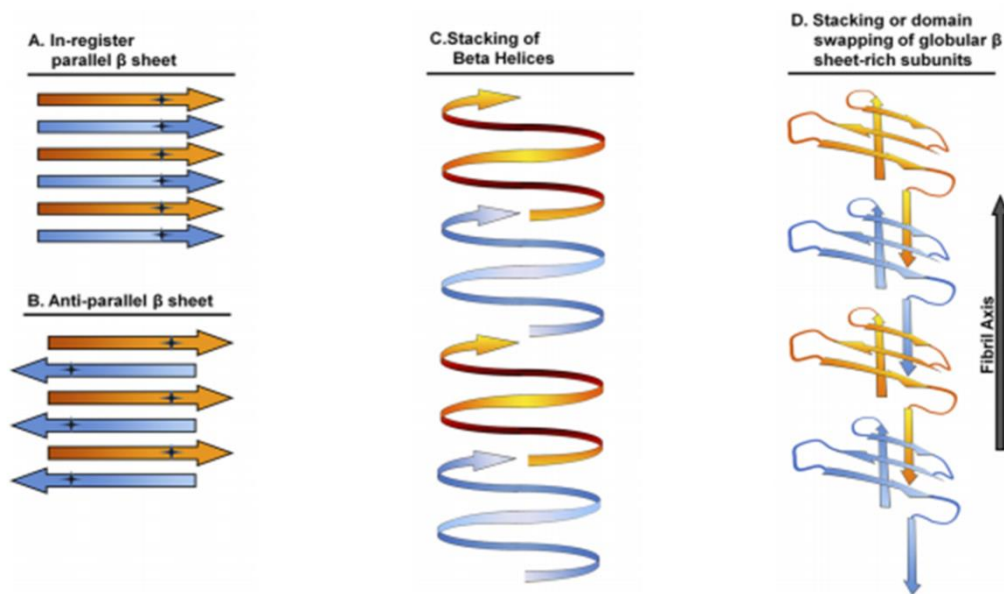 A. In-register
parallel β sheet
B. Anti-parallel β sheet
C.Stacking of
Beta Helices
D. Stacking or domain
swapping of globular β
sheet-rich subunits
Fibril Axis